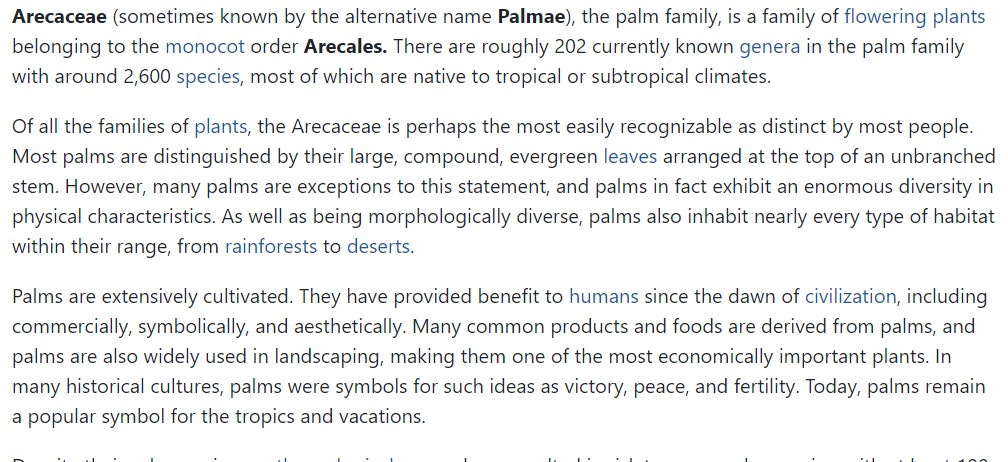 Arecaceae (sometimes known by the alternative name Palmae), the palm family, is a family of flowering plants
belonging to the monocot order Arecales. There are roughly 202 currently known genera in the palm family
with around 2,600 species, most of which are native to tropical or subtropical climates.
Of all the families of plants, the Arecaceae is perhaps the most easily recognizable as distinct by most people.
Most palms are distinguished by their large, compound, evergreen leaves arranged at the top of an unbranched
stem. However, many palms are exceptions to this statement, and palms in fact exhibit an enormous diversity in
physical characteristics. As well as being morphologically diverse, palms also inhabit nearly every type of habitat
within their range, from rainforests to deserts.
Palms are extensively cultivated. They have provided benefit to humans since the dawn of civilization, including
commercially, symbolically, and aesthetically. Many common products and foods are derived from palms, and
palms are also widely used in landscaping, making them one of the most economically important plants. In
many historical cultures, palms were symbols for such ideas as victory, peace, and fertility. Today, palms remain
a popular symbol for the tropics and vacations.